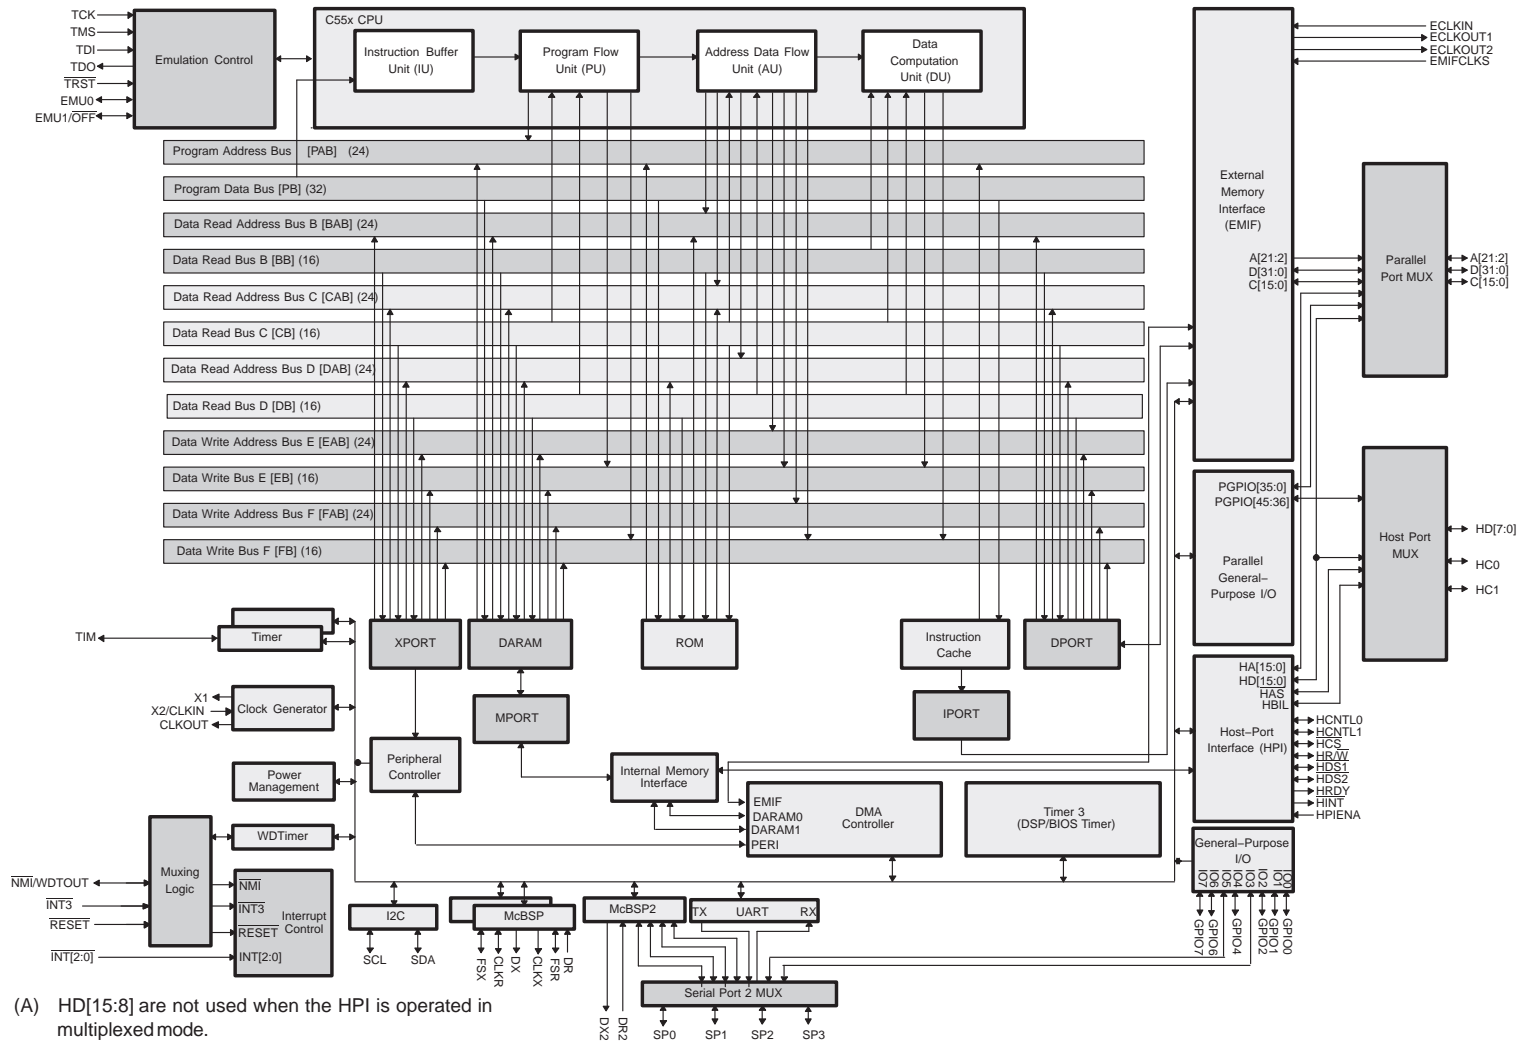 TCK
TMS
TDI
TDO
TRST
EMU0
EMU1/OFF
Emulation Control
C55x CPU
Instruction Buffer
Unit (IU)
Program Flow
Unit (PU)
Address Data Flow
Unit (AU)
Data
Computation
Unit (DU)
Program Address Bus [PAB] (24)
Program Data Bus [PB] (32)
Data Read Address Bus B [BAB] (24)
Data Read Bus B [BB] (16)
Data Read Address Bus C [CAB] (24)
Data Read Bus C [CB] (16)
Data Read Address Bus D [DAB] (24)
Data Read Bus D [DB] (16)
Data Write Address Bus E [EAB] (24)
Data Write Bus E [EB] (16)
Data Write Address Bus F [FAB] (24)
Data Write Bus F [FB] (16)
ECLKIN
ECLKOUT1
ECLKOUT2
EMIFCLKS
External
Memory
Interface
(EMIF)
A[21:2]
D[31:0]
C[15:0]
Parallel
Port MUX
A[21:2]
D[31:0]
C[15:0]
PGPIO[35:0]
PGPIO[45:36]
Parallel
General–
Purpose I/O
Host Port
MUX
HD[7:0]
HC0
HC1
HA[15:0]
HD[15:0]
HAS
HBIL
Host–Port
Interface (HPI)
HCNTL0
HCNTL1
HCS
HR/W
HDS1
HDS2
HRDY
HINT
HPIENA
TIM
Timer
XPORT
DARAM
ROM
Instruction
Cache
DPORT
X1
X2/CLKIN
CLKOUT
Clock Generator
MPORT
IPORT
Peripheral
Controller
Power
Management
Internal Memory
Interface
EMIF
DARAM0
DARAM1
PERI
DMA
Controller
Timer 3
(DSP/BIOS Timer)
General–Purpose
I/O
IO7
IO6
IO5
IO4
IO3
IO2
IO1
IO0
GPIO7
GPIO6
GPIO4
GPIO2
GPIO1
GPIO0
WDTimer
Muxing
Logic
NMI/WDTOUT
INT3
RESET
INT[2:0]
NMI
INT3
RESET
INT[2:0]
Interrupt
Control
I2C
SCL
SDA
McBSP
FSX
CLKR
DX
CLKX
FSR
DR
McBSP2
DX2
DR2
TX UART RX
Serial Port 2 MUX
SP0
SP1
SP2
SP3
(A) HD[15:8] are not used when the HPI is operated in
multiplexed mode.